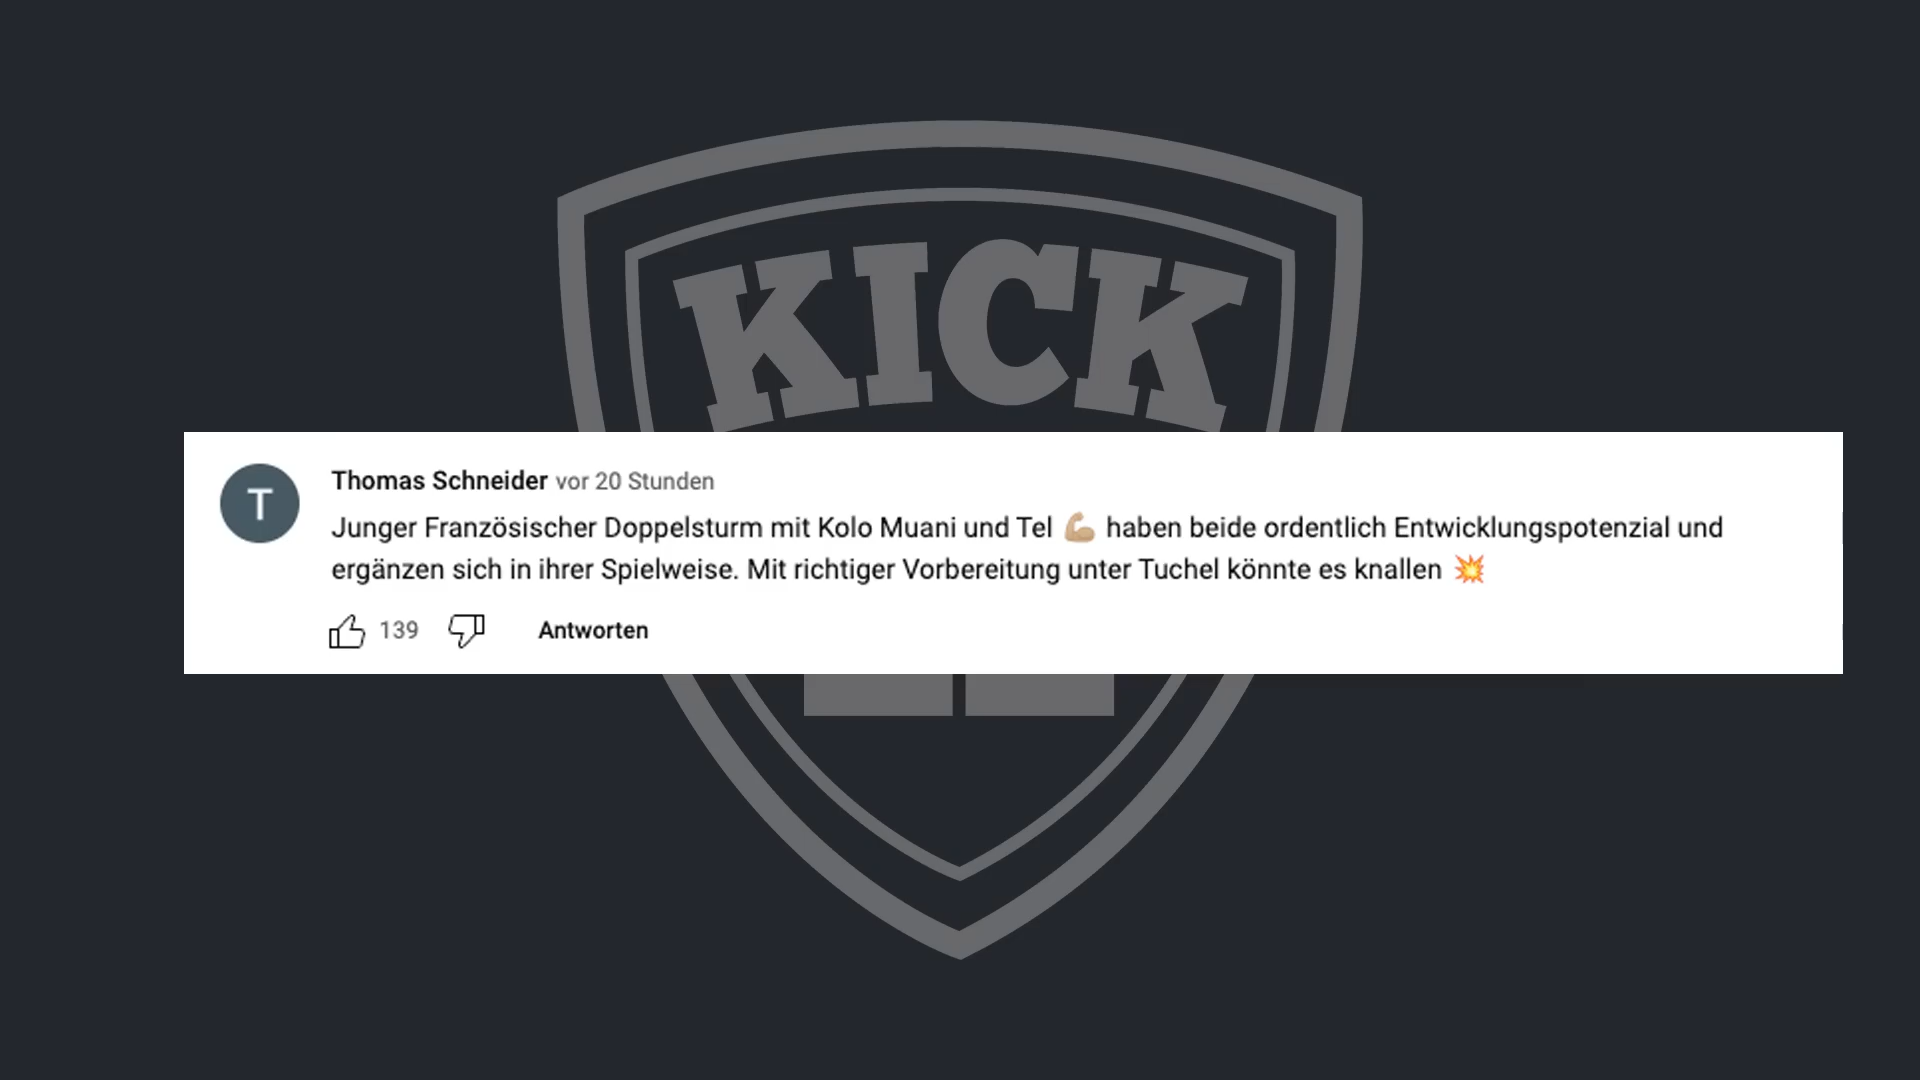 KICK
T
Thomas Schneider vor 20 Stunden
Junger Französischer Doppelsturm mit Kolo Muani und Tel 💪🏼 haben beide ordentlich Entwicklungspotenzial und
ergänzen sich in ihrer Spielweise. Mit richtiger Vorbereitung unter Tuchel könnte es knallen 💥
139
Antworten